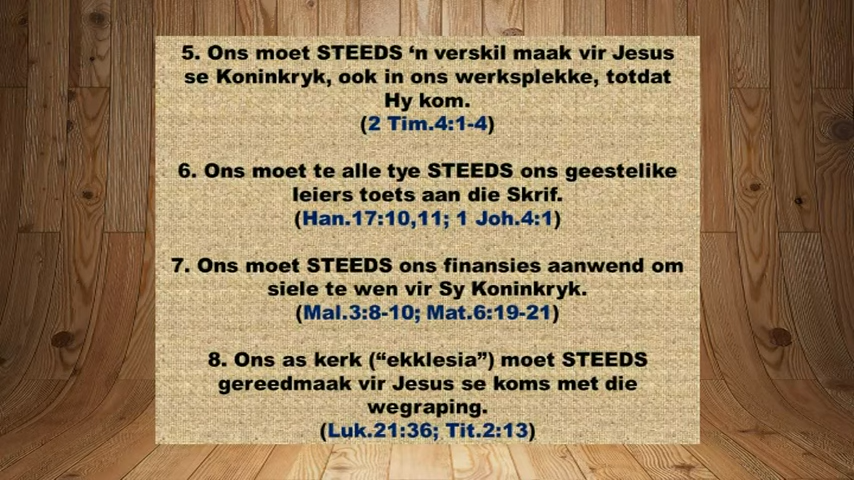 5. Ons moet STEEDS ‘n verskil maak vir Jesus
se Koninkryk, ook in ons werksplekke, totdat
Hy kom.
(2 Tim.4:1-4)
6. Ons moet te alle tye STEEDS ons geestelike
leiers toets aan die Skrif.
(Han.17:10,11; 1 Joh.4:1)
7. Ons moet STEEDS ons finansies aanwend om
siele te wen vir Sy Koninkryk.
(Mal.3:8-10; Mat.6:19-21)
8. Ons as kerk (“ekklesia”) moet STEEDS
gereedmaak vir Jesus se koms met die
wegraping.
(Luk.21:36; Tit.2:13)